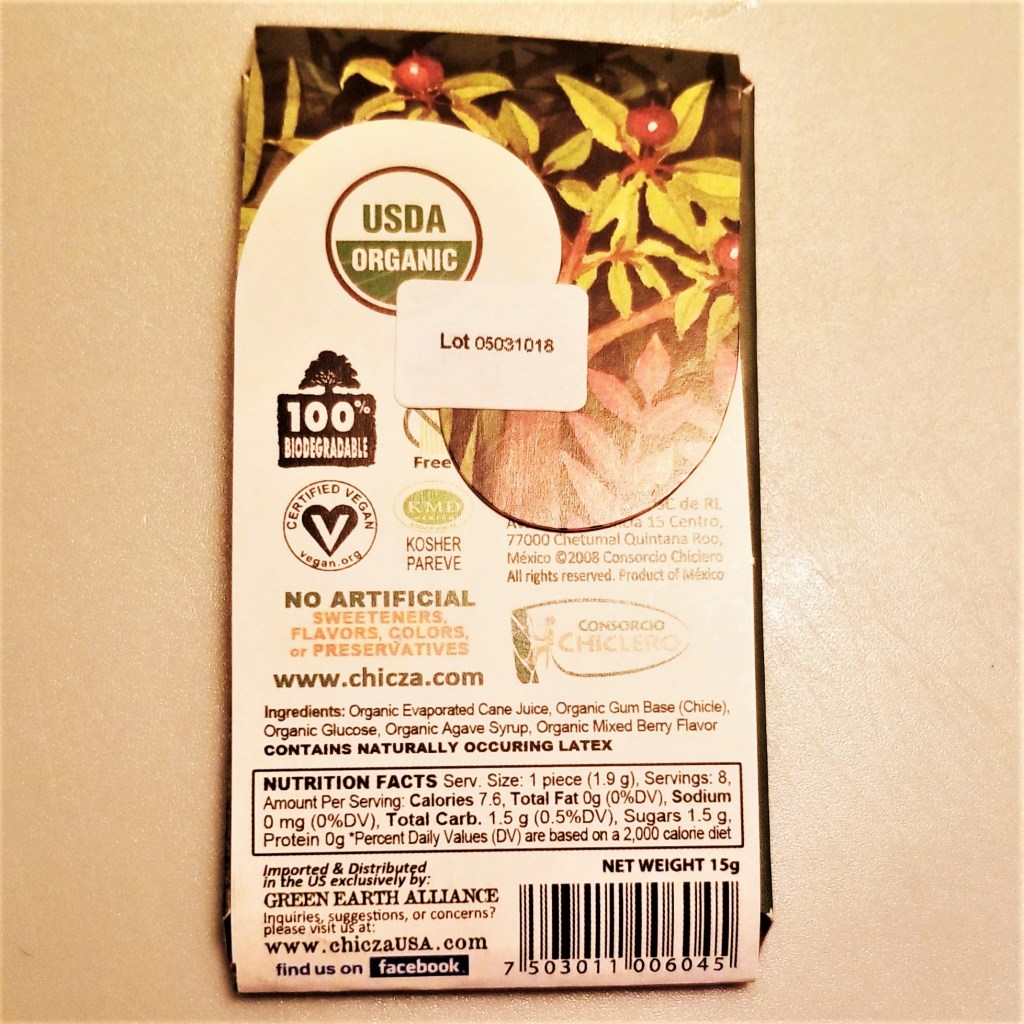 USDA
ORGANIC
Lot 05031018
100%
BIODEGRADABLE
Free
CERTIFIED VEGAN
V
vegan.org
KMD
MÉXICO
KOSHER
PAREVE
SC de RL
15 Centro,
77000 Chetumal Quintana Roo,
México ©2008 Consorcio Chiclero
All rights reserved. Product of México
NO ARTIFICIAL
SWEETENERS,
FLAVORS, COLORS,
or PRESERVATIVES
www.chicza.com
CONSORCIO
CHICLERO
Ingredients: Organic Evaporated Cane Juice, Organic Gum Base (Chicle),
Organic Glucose, Organic Agave Syrup, Organic Mixed Berry Flavor
CONTAINS NATURALLY OCCURING LATEX
NUTRITION FACTS Serv. Size: 1 piece (1.9 g), Servings: 8,
Amount Per Serving: Calories 7.6, Total Fat 0g (0%DV), Sodium
0 mg (0%DV), Total Carb. 1.5 g (0.5%DV), Sugars 1.5 g,
Protein 0g *Percent Daily Values (DV) are based on a 2,000 calorie diet
Imported & Distributed
in the US exclusively by:
GREEN EARTH ALLIANCE
Inquiries, suggestions, or concerns?
please visit us at:
www.chiczaUSA.com
find us on facebook
NET WEIGHT 15g
7 503011 006045